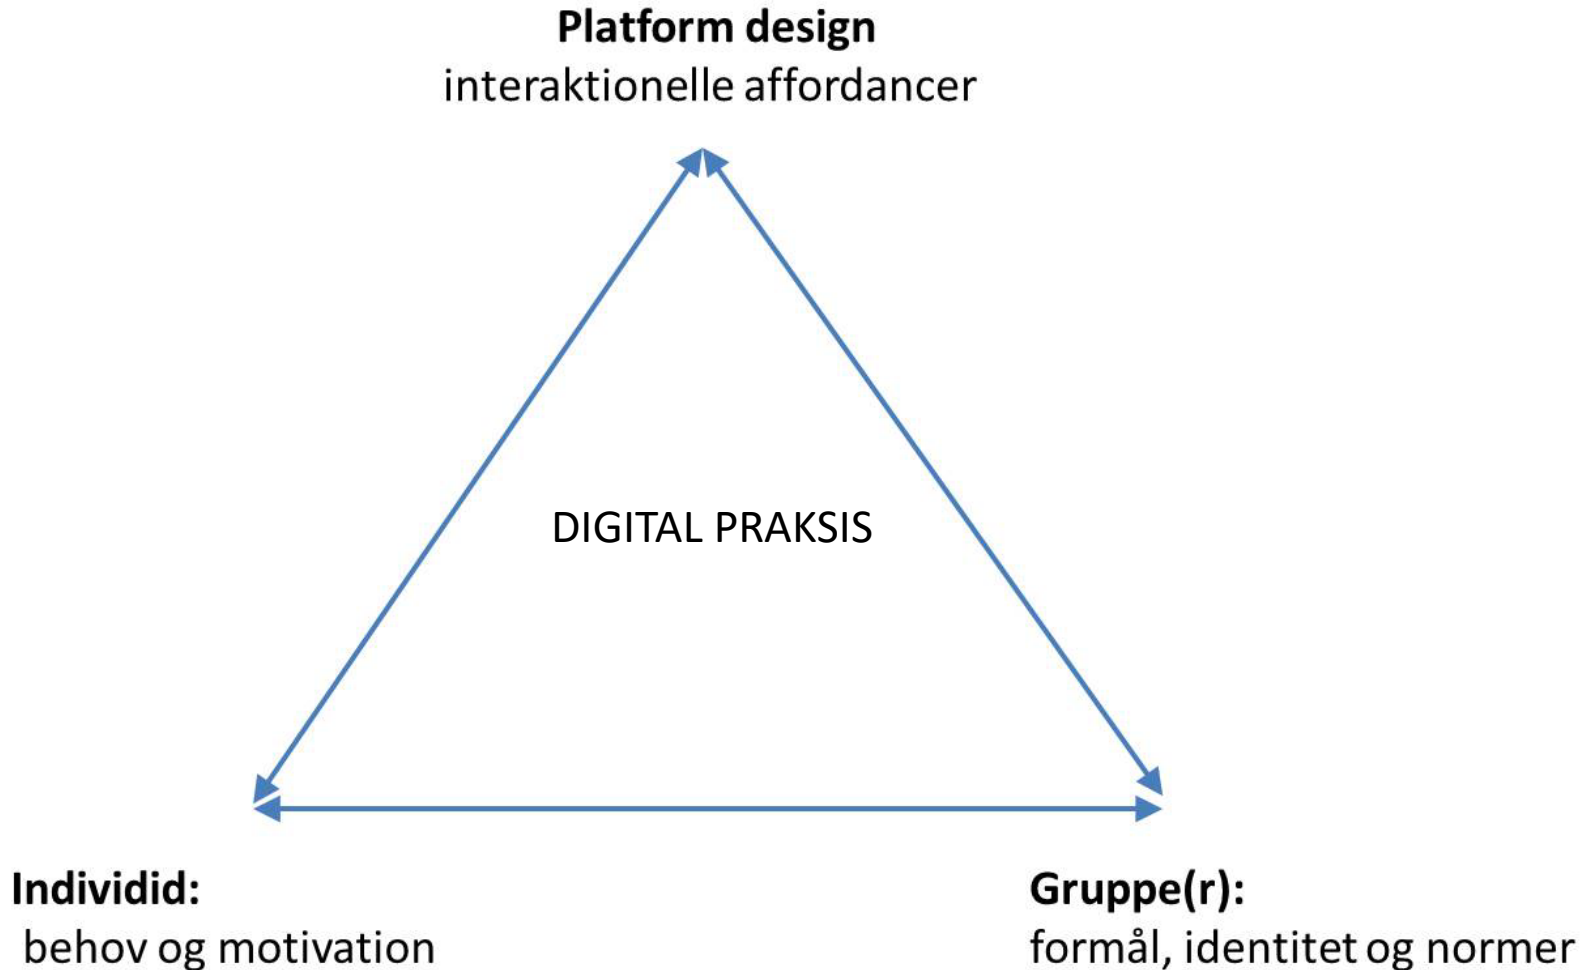 Platform design
interaktionelle affordancer
DIGITAL PRAKSIS
Individid:
behov og motivation
Gruppe(r):
formål, identitet og normer